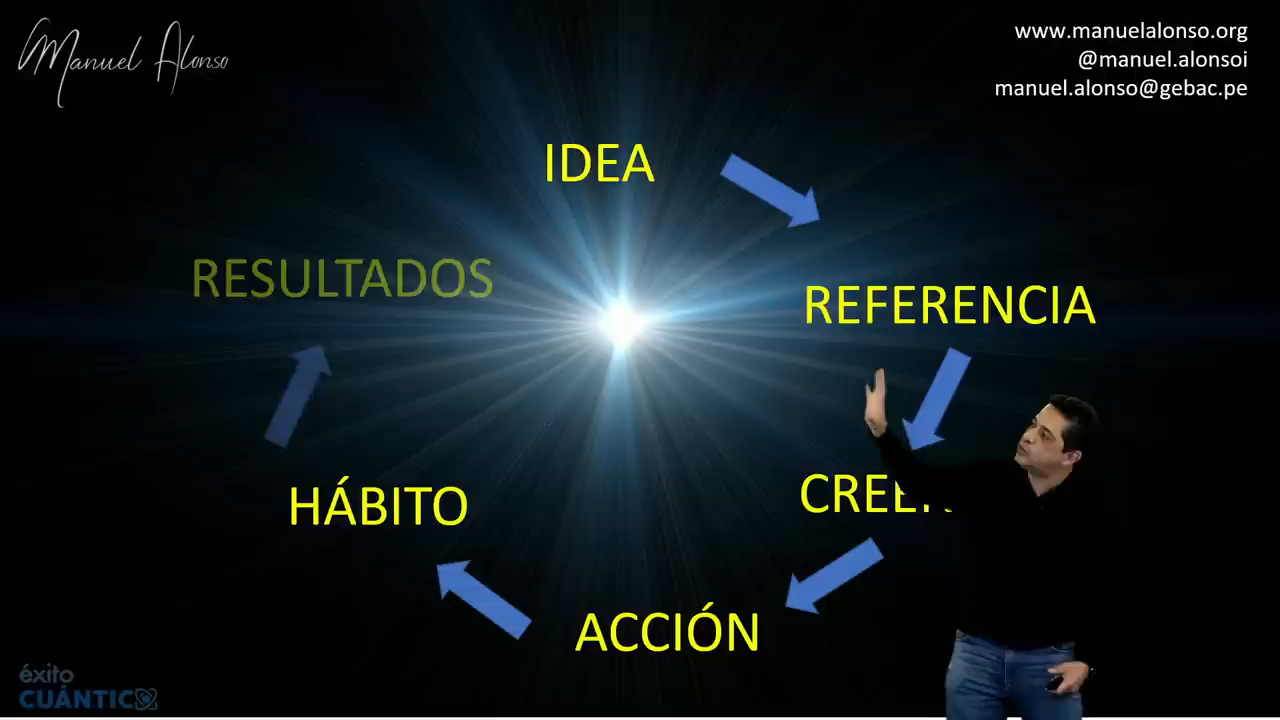 Manuel Alonso
www.manuelalonso.org
@manuel.alonsoi
manuel.alonso@gebac.pe
IDEA
RESULTADOS
REFERENCIA
HÁBITO
ACCIÓN
éxito
CUÁNTICO